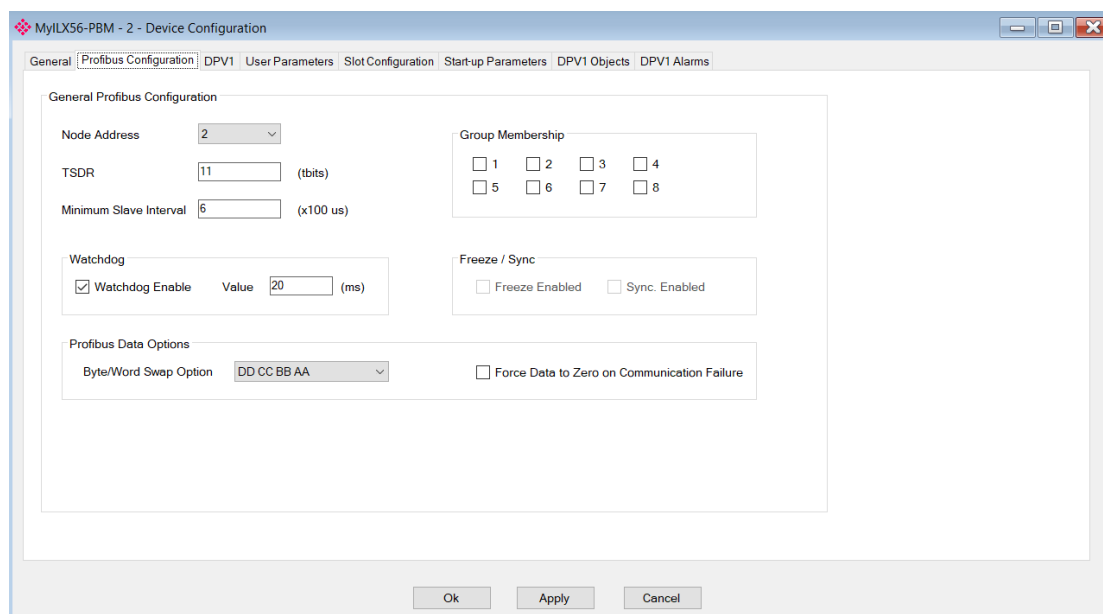 MyILX56-PBM - 2 - Device Configuration
General Profibus Configuration DPV1 User Parameters Slot Configuration Start-up Parameters DPV1 Objects DPV1 Alarms
General Profibus Configuration
Node Address 2
TSDR 11 (tbits)
Minimum Slave Interval 6 (x100 us)
Group Membership
1 2 3 4
5 6 7 8
Watchdog
Watchdog Enable Value 20 (ms)
Freeze / Sync
Freeze Enabled Sync. Enabled
Profibus Data Options
Byte/Word Swap Option DD CC BB AA Force Data to Zero on Communication Failure
Ok Apply Cancel